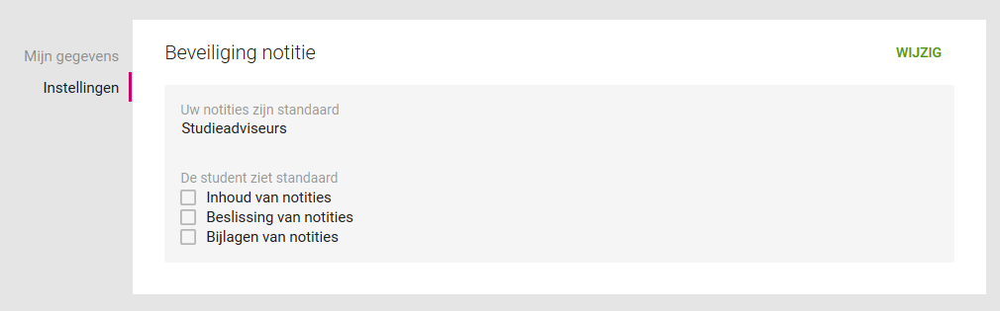 Mijn gegevens
Instellingen
Beveiliging notitie
WIJZIG
Uw notities zijn standaard
Studieadviseurs
De student ziet standaard
Inhoud van notities
Beslissing van notities
Bijlagen van notities